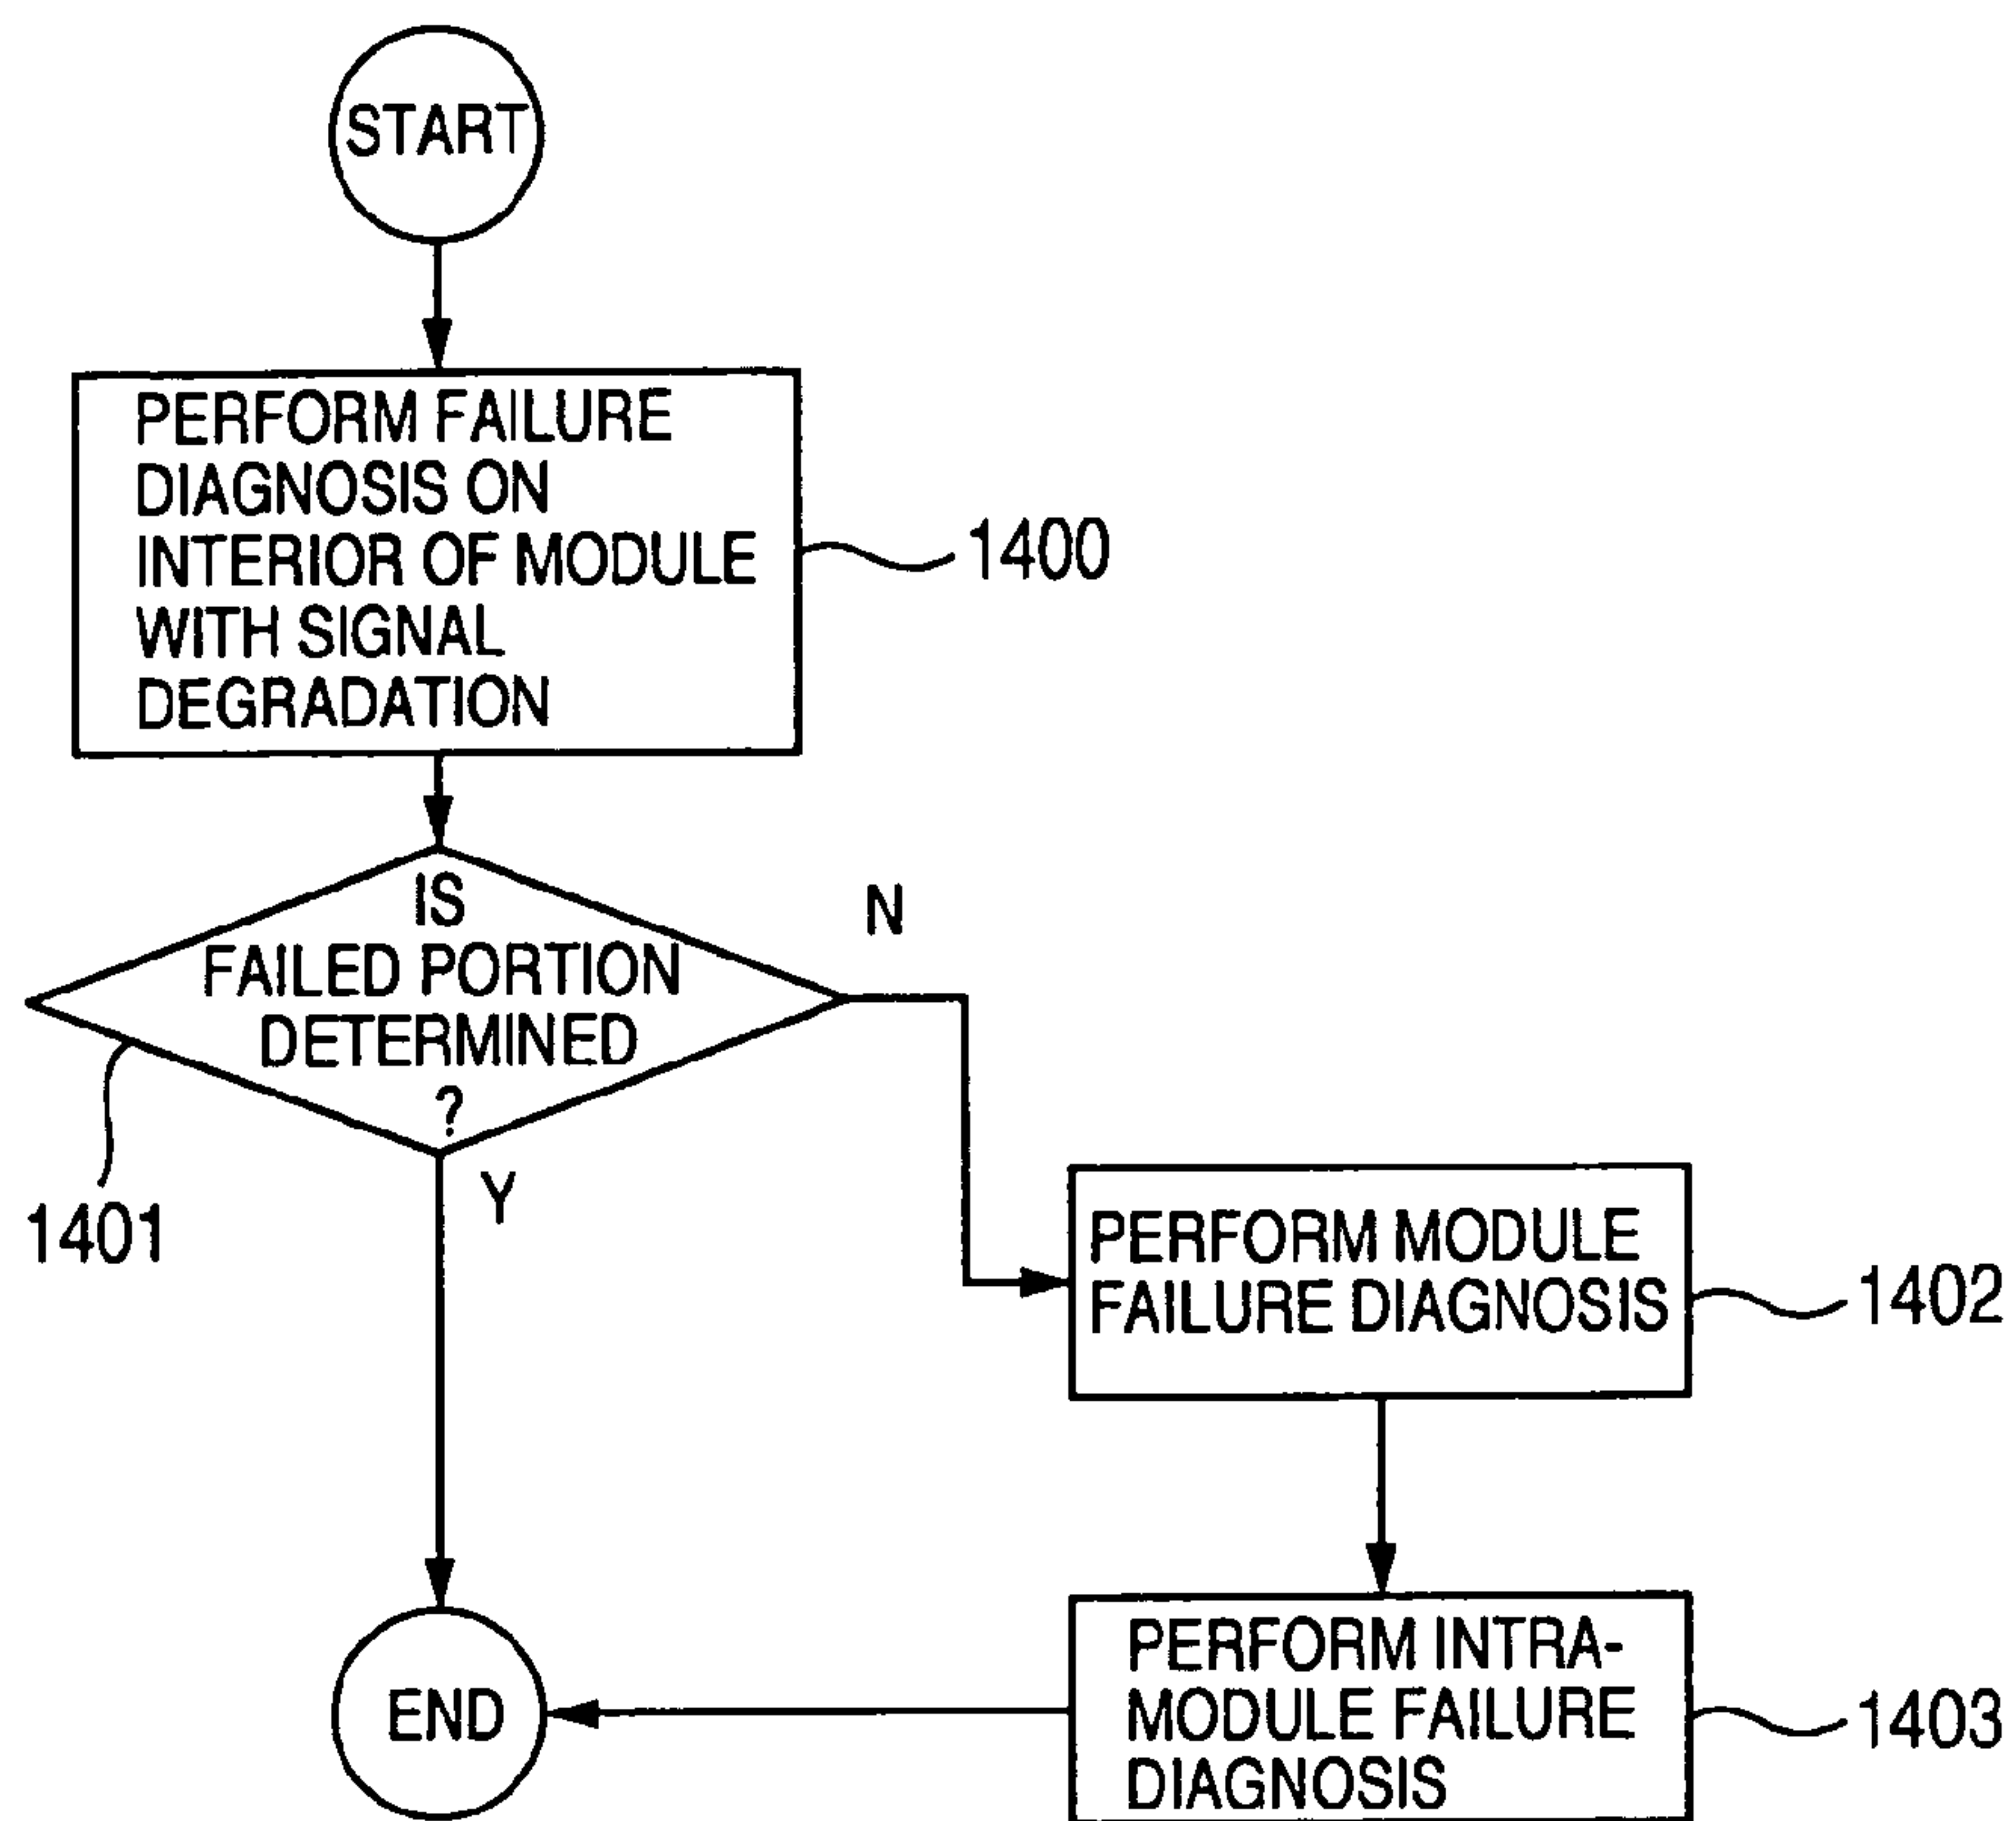 START
PERFORM FAILURE
DIAGNOSIS ON
INTERIOR OF MODULE
WITH SIGNAL
DEGRADATION
1400
IS
FAILED PORTION
DETERMINED
?
N
Y
1401
PERFORM MODULE
FAILURE DIAGNOSIS
1402
PERFORM INTRA-
MODULE FAILURE
DIAGNOSIS
1403
END